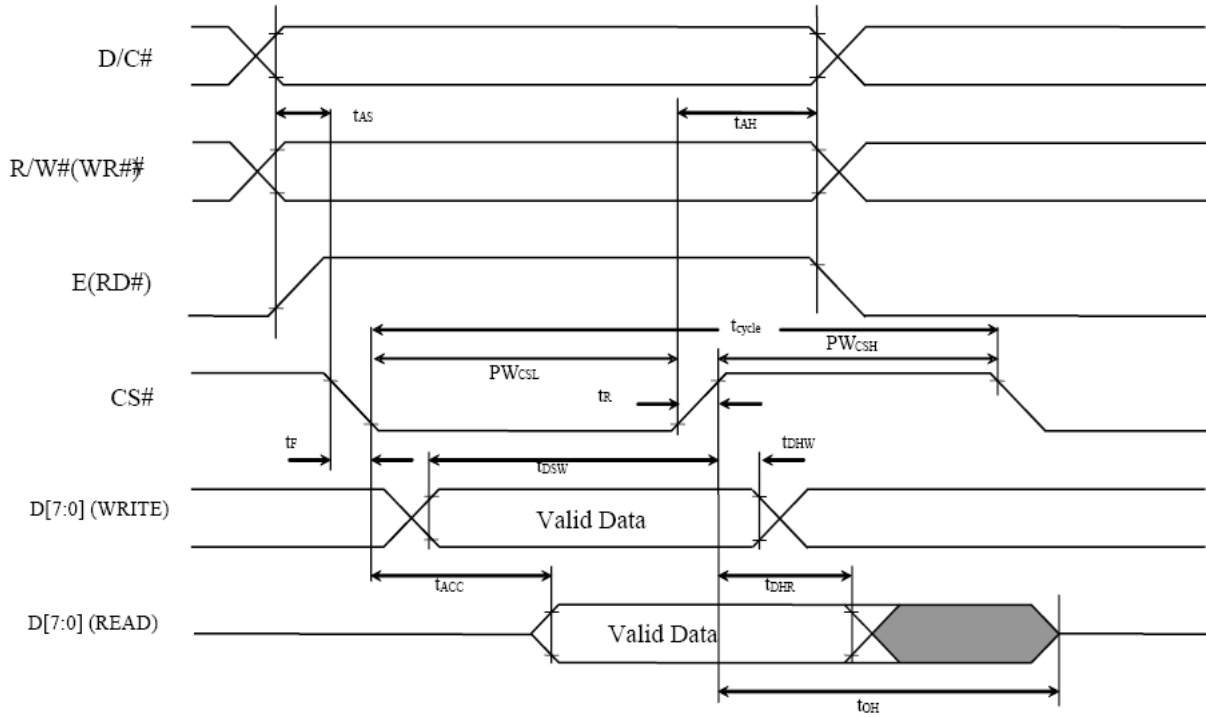 D/C#
tAS
tAH
R/W#(WR##)
E(RD#)
tcycle
PWCSL
PWCSH
CS#
tR
tF
tDSW
tDHW
D[7:0] (WRITE)
Valid Data
tACC
tDHR
D[7:0] (READ)
Valid Data
tOH